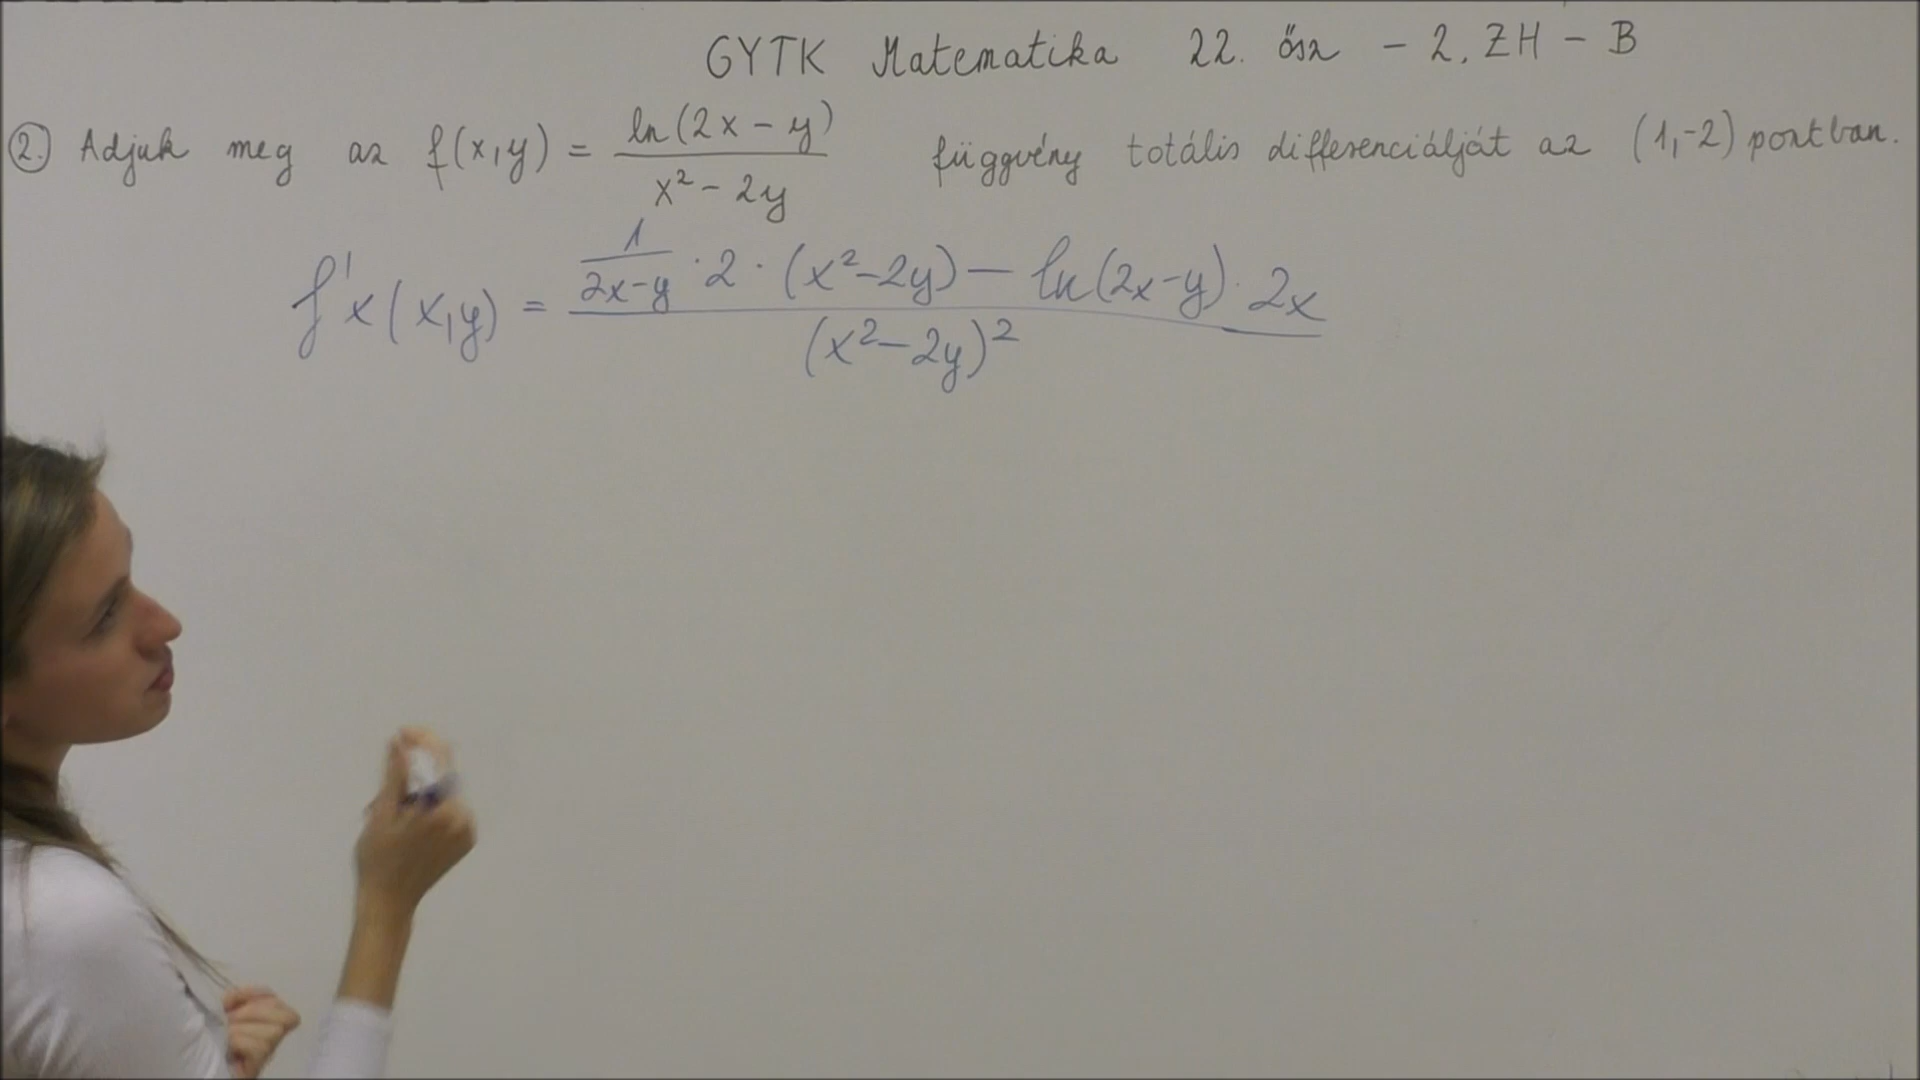 GYTK Matematika 22. ősz - 2. ZH - B
2. Adjuk meg az f(x,y) = ln(2x-y) / x²-2y függvény totális differenciálját az (1,-2) pontban.
f'x(x,y) = 1/2x-y · 2 · (x²-2y) - ln(2x-y) · 2x / (x²-2y)²